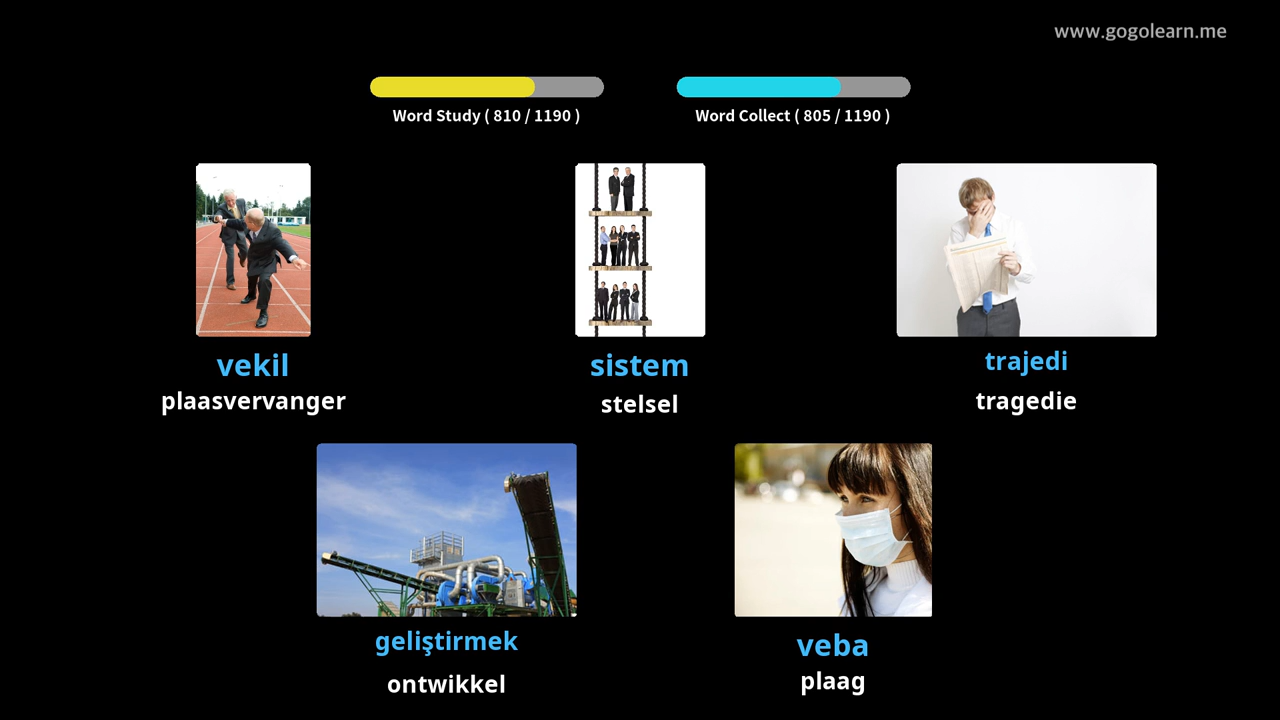 www.gogolearn.me
Word Study ( 810 / 1190 )
Word Collect ( 805 / 1190 )
vekil
plaasvervanger
sistem
stelsel
trajedi
tragedie
geliştirmek
ontwikkel
veba
plaag